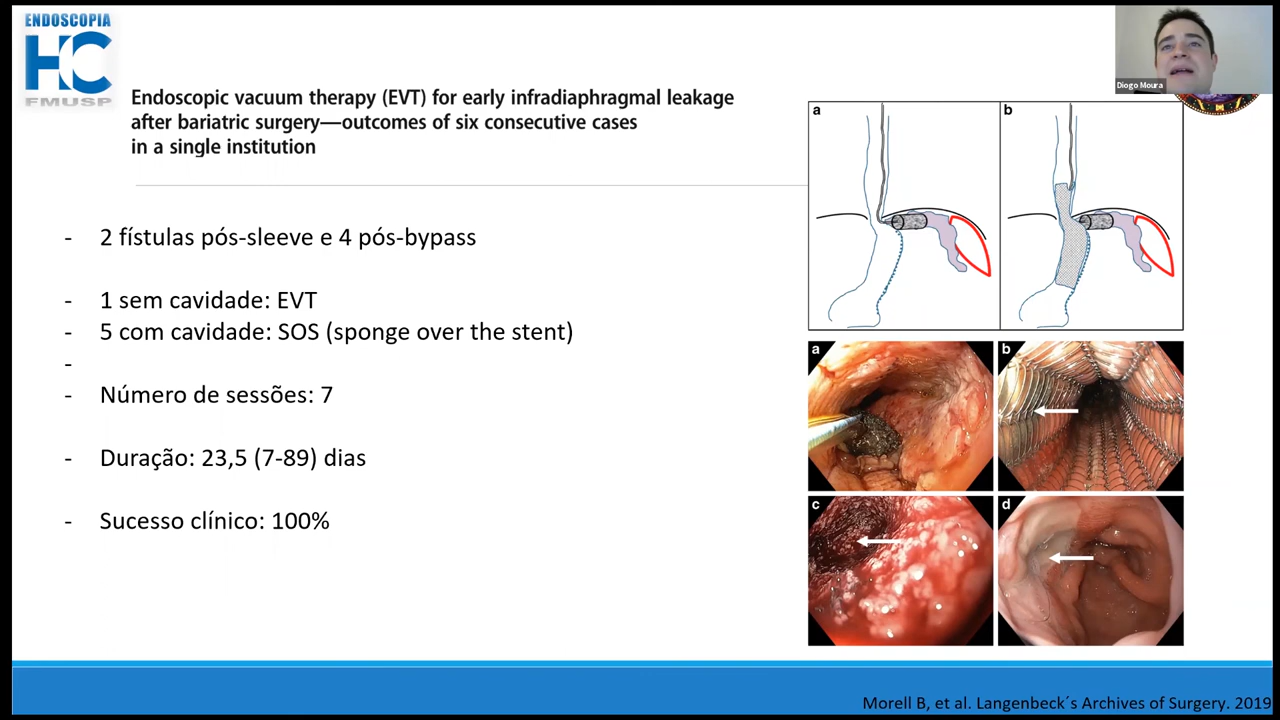 ENDOSCOPIA
HC
FMUSP
Diogo Moura
Endoscopic vacuum therapy (EVT) for early infradiaphragmal leakage
after bariatric surgery—outcomes of six consecutive cases
in a single institution
- 2 fístulas pós-sleeve e 4 pós-bypass
- 1 sem cavidade: EVT
- 5 com cavidade: SOS (sponge over the stent)
-
- Número de sessões: 7
- Duração: 23,5 (7-89) dias
- Sucesso clínico: 100%
a
b
a
b
c
d
Morell B, et al. Langenbeck´s Archives of Surgery. 2019